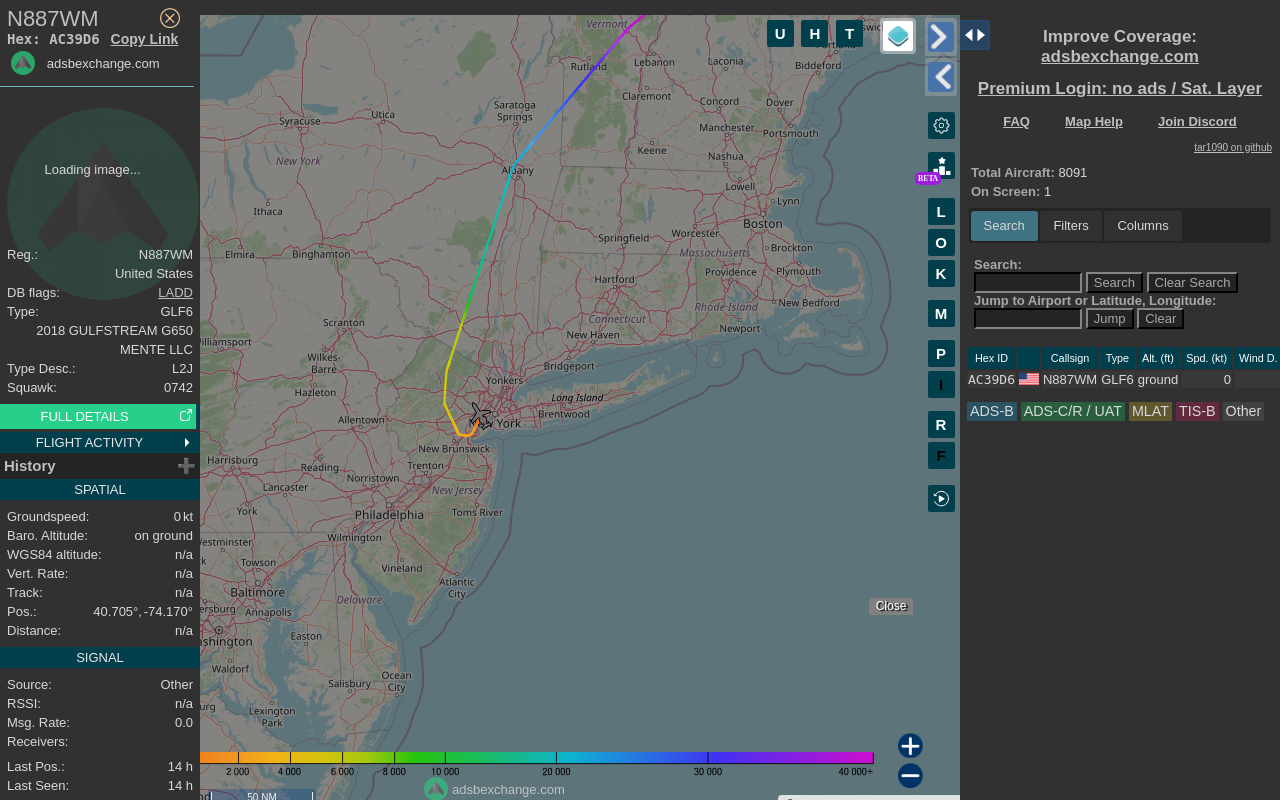 N887WM
Hex: AC39D6 Copy Link
adsbexchange.com
Loading image...
Reg.: N887WM
United States
DB flags: LADD
Type: GLF6
2018 GULFSTREAM G650
MENTE LLC
Type Desc.: L2J
Squawk: 0742
FULL DETAILS
FLIGHT ACTIVITY
History
SPATIAL
Groundspeed: 0 kt
Baro. Altitude: on ground
WGS84 altitude: n/a
Vert. Rate: n/a
Track: n/a
Pos.: 40.705°, -74.170°
Distance: n/a
SIGNAL
Source: Other
RSSI: n/a
Msg. Rate: 0.0
Receivers:
Last Pos.: 14 h
Last Seen: 14 h
Vermont
Rutland
Lebanon
Laconia
Biddeford
Claremont
Concord
Dover
Saratoga
Springs
Utica
Syracuse
Manchester
Portsmouth
Keene
Nashua
New York
Albany
Lowell
Lynn
Ithaca
Boston
Worcester
Springfield
Brockton
Elmira
Binghamton
Massachusetts
Providence
Plymouth
Hartford
New Bedford
Rhode Island
Connecticut
Newport
Scranton
New Haven
Williamsport
Wilkes-
Barre
Bridgeport
Yonkers
Hazleton
Long Island
Brentwood
Allentown
York
New Brunswick
Harrisburg
Reading
Trenton
Norristown
Lancaster
New Jersey
York
Philadelphia
Toms River
Wilmington
Westminster
Towson
Vineland
Atlantic
City
Baltimore
Delaware
Annapolis
Easton
Waldorf
Salisbury
Ocean
City
Lexington
Park
U
H
T
BETA
L
O
K
M
P
I
R
F
Close
2 000
4 000
6 000
8 000
10 000
20 000
30 000
40 000+
adsbexchange.com
50 NM
Improve Coverage:
adsbexchange.com
Premium Login: no ads / Sat. Layer
FAQ Map Help Join Discord
tar1090 on github
Total Aircraft: 8091
On Screen: 1
Search Filters Columns
Search:
Search Clear Search
Jump to Airport or Latitude, Longitude:
Jump Clear
Hex ID Callsign Type Alt. (ft) Spd. (kt) Wind D.
AC39D6 N887WM GLF6 ground 0
ADS-B ADS-C/R / UAT MLAT TIS-B Other